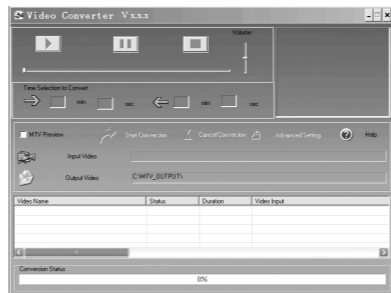 Video Converter Vxxx
Volume
Time Selection to Convert
min sec min sec
MTV Preview Start Conversion Cancel Conversion Advanced Setting Help
Input Video
Output Video C:\MTV_OUTPUT\
Video Name Status Duration Video Input
Conversion Status
0%